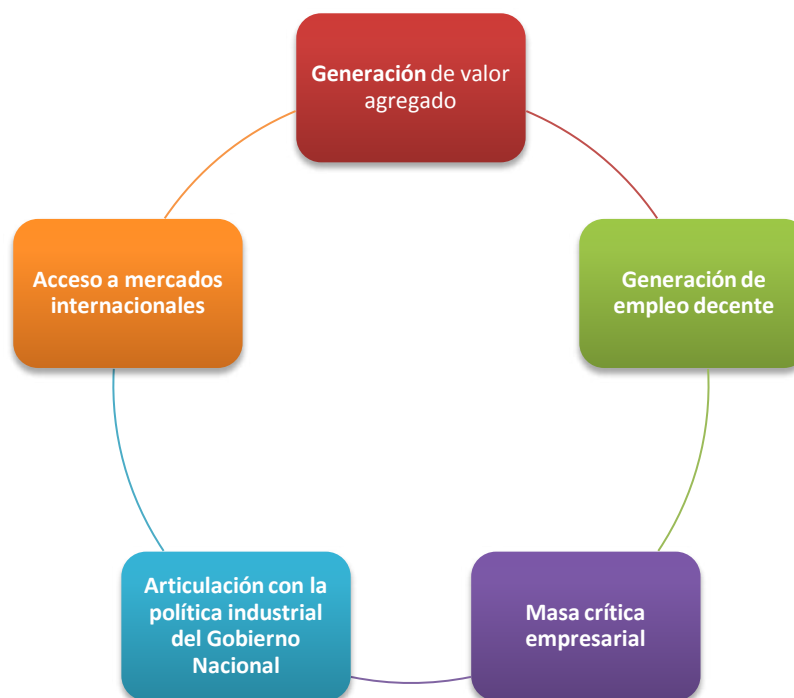 Generación de valor
agregado
Generación de
empleo decente
Masa crítica
empresarial
Articulación con la
política industrial
del Gobierno
Nacional
Acceso a mercados
internacionales